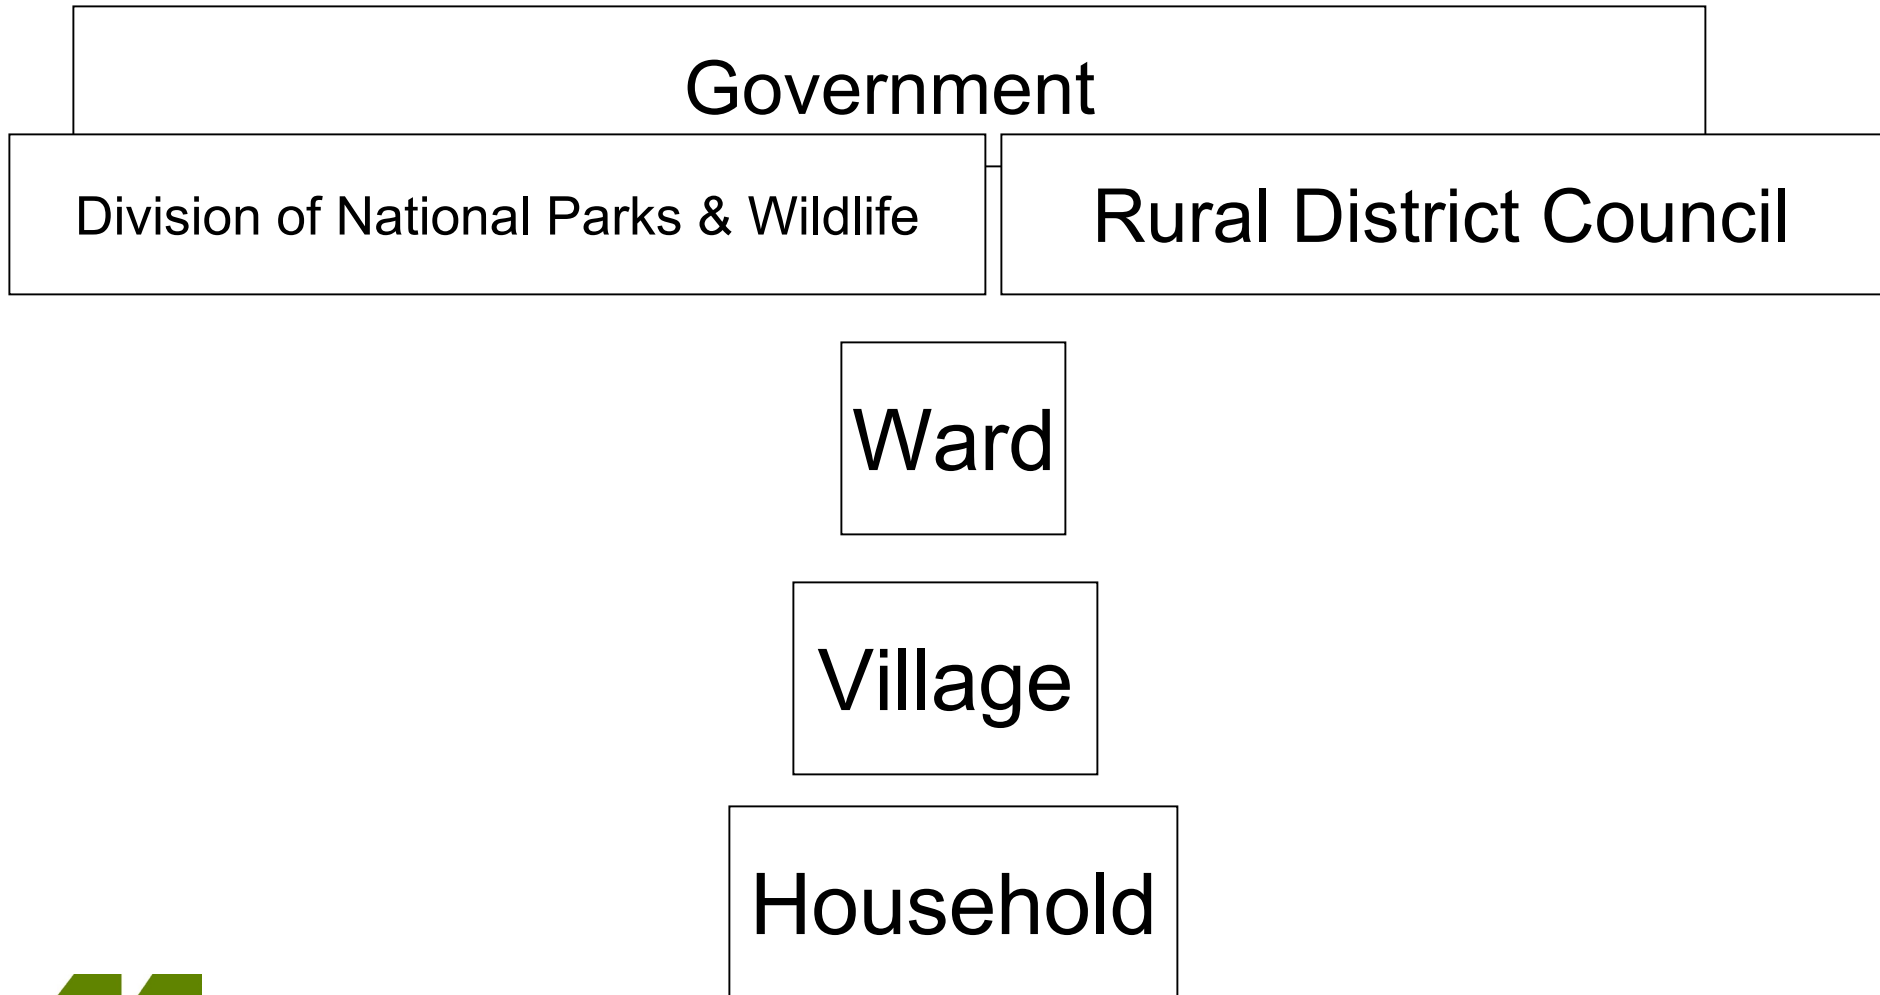 Government
Division of National Parks & Wildlife
Rural District Council
Ward
Village
Household